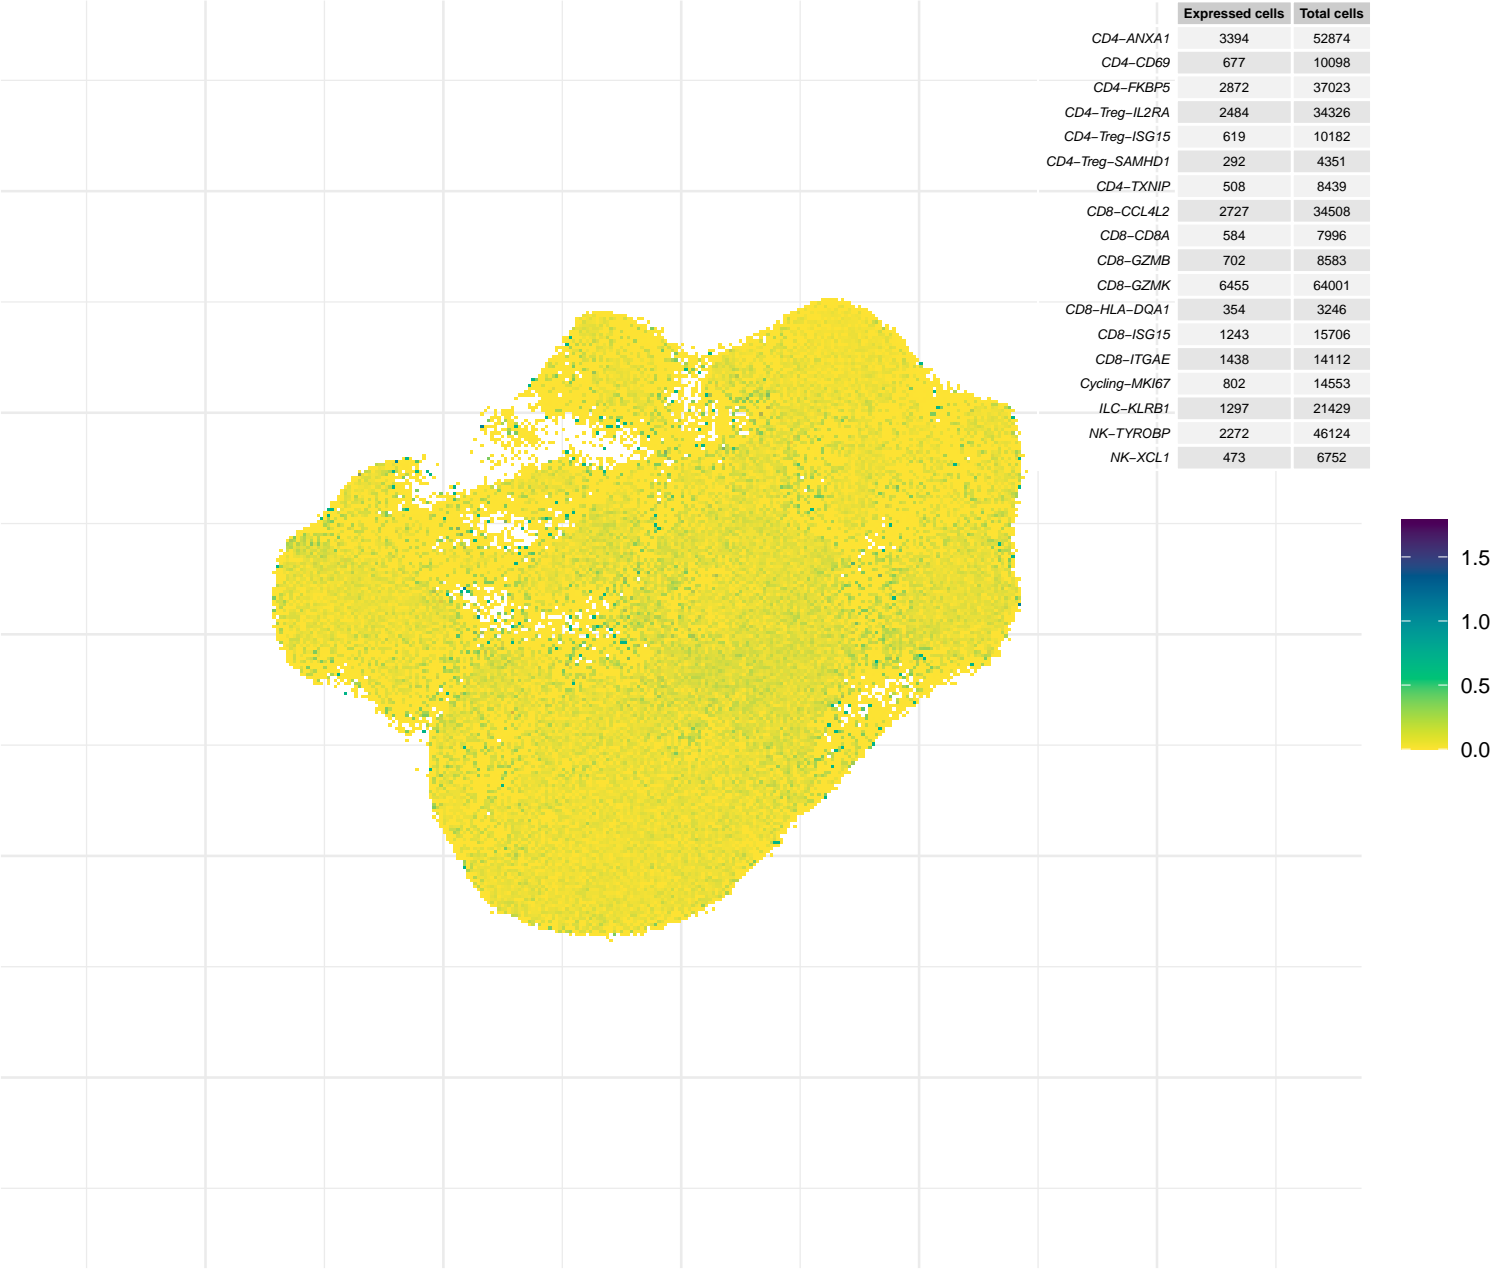 Expressed cells Total cells
CD4−ANXA1 3394 52874
CD4−CD69 677 10098
CD4−FKBP5 2872 37023
CD4−Treg−IL2RA 2484 34326
CD4−Treg−ISG15 619 10182
CD4−Treg−SAMHD1 292 4351
CD4−TXNIP 508 8439
CD8−CCL4L2 2727 34508
CD8−CD8A 584 7996
CD8−GZMB 702 8583
CD8−GZMK 6455 64001
CD8−HLA−DQA1 354 3246
CD8−ISG15 1243 15706
CD8−ITGAE 1438 14112
Cycling−MKI67 802 14553
ILC−KLRB1 1297 21429
NK−TYROBP 2272 46124
NK−XCL1 473 6752
1.5
1.0
0.5
0.0